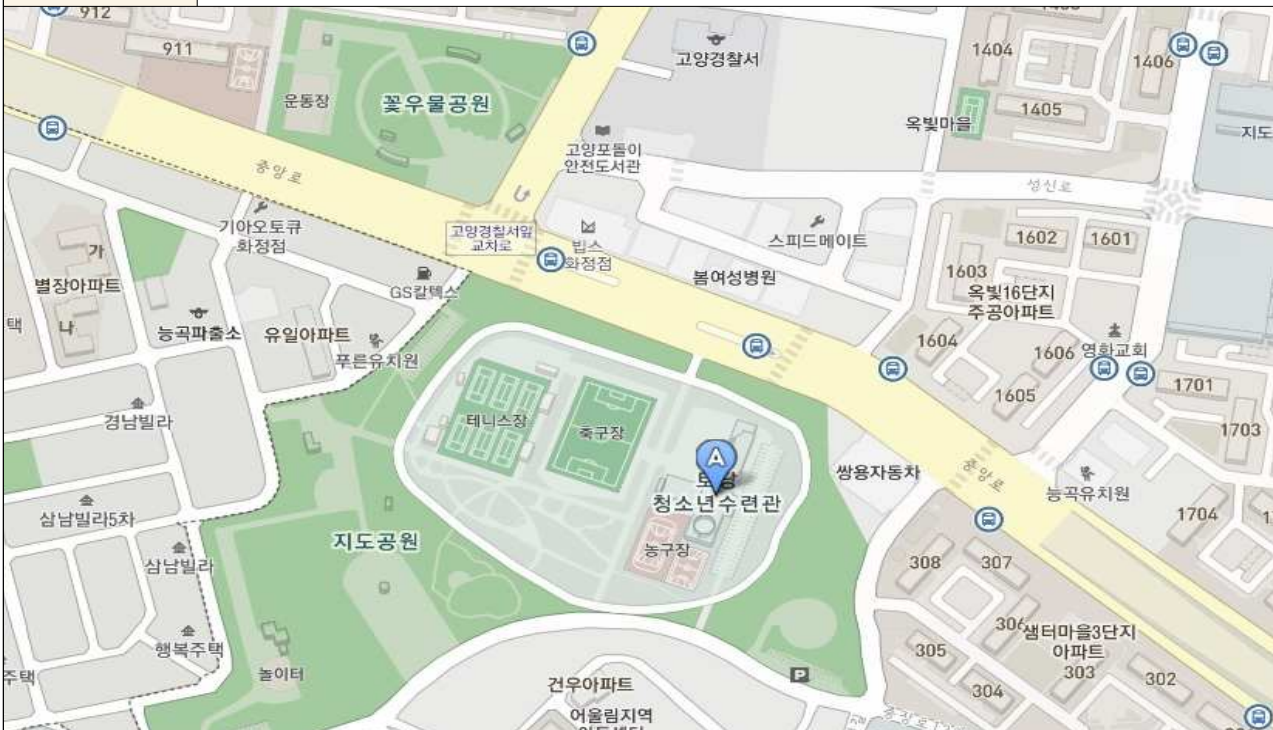 912
911
운동장
꽃우물공원
고양경찰서
고양포돌이
안전도서관
1404
1405
1406
옥빛마을
지도
성신로
중앙로
기아오토큐
화정점
고양경찰서앞
교차로
빕스
화정점
스피드메이트
봄여성병원
GS칼텍스
가
별장아파트
나
택
능곡파출소
유일아파트
푸른유치원
1602
1601
1603
옥빛16단지
주공아파트
1604
1606
영화교회
1605
1701
1703
경남빌라
테니스장
축구장
A
청소년수련관
농구장
쌍용자동차
중앙로
능곡유치원
1704
삼남빌라5차
삼남빌라
지도공원
행복주택
주택
놀이터
P
건우아파트
어울림지역
308
307
306
샘터마을3단지
아파트
305
304
303
302